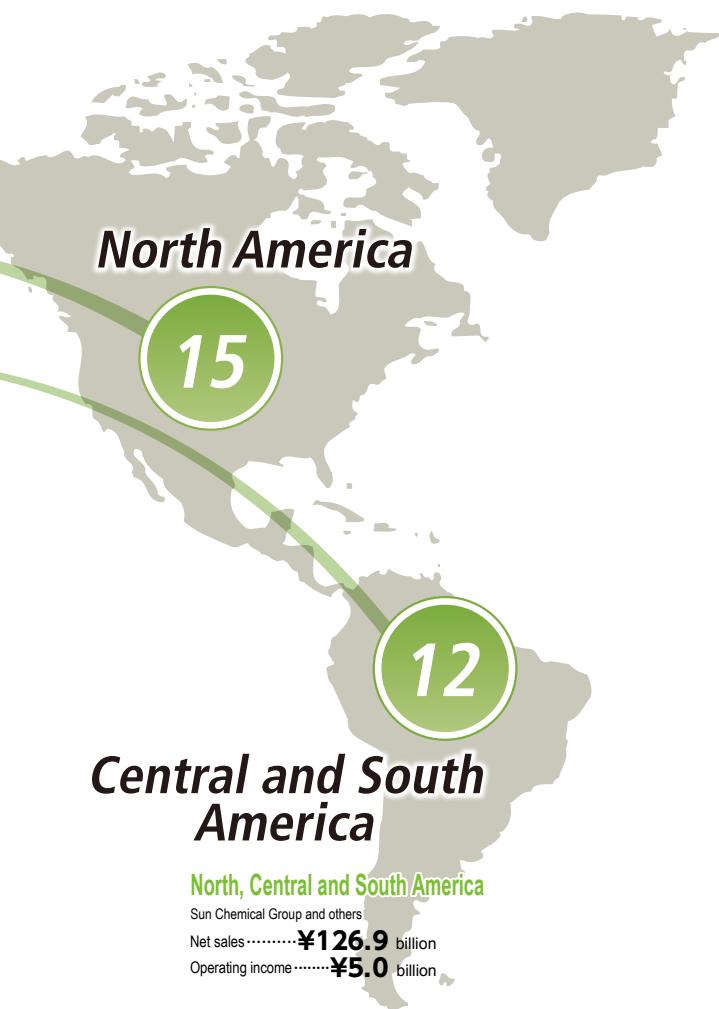 North America
15
12
Central and South
America
North, Central and South America
Sun Chemical Group and others
Net sales ·········· ¥126.9 billion
Operating income ········ ¥5.0 billion